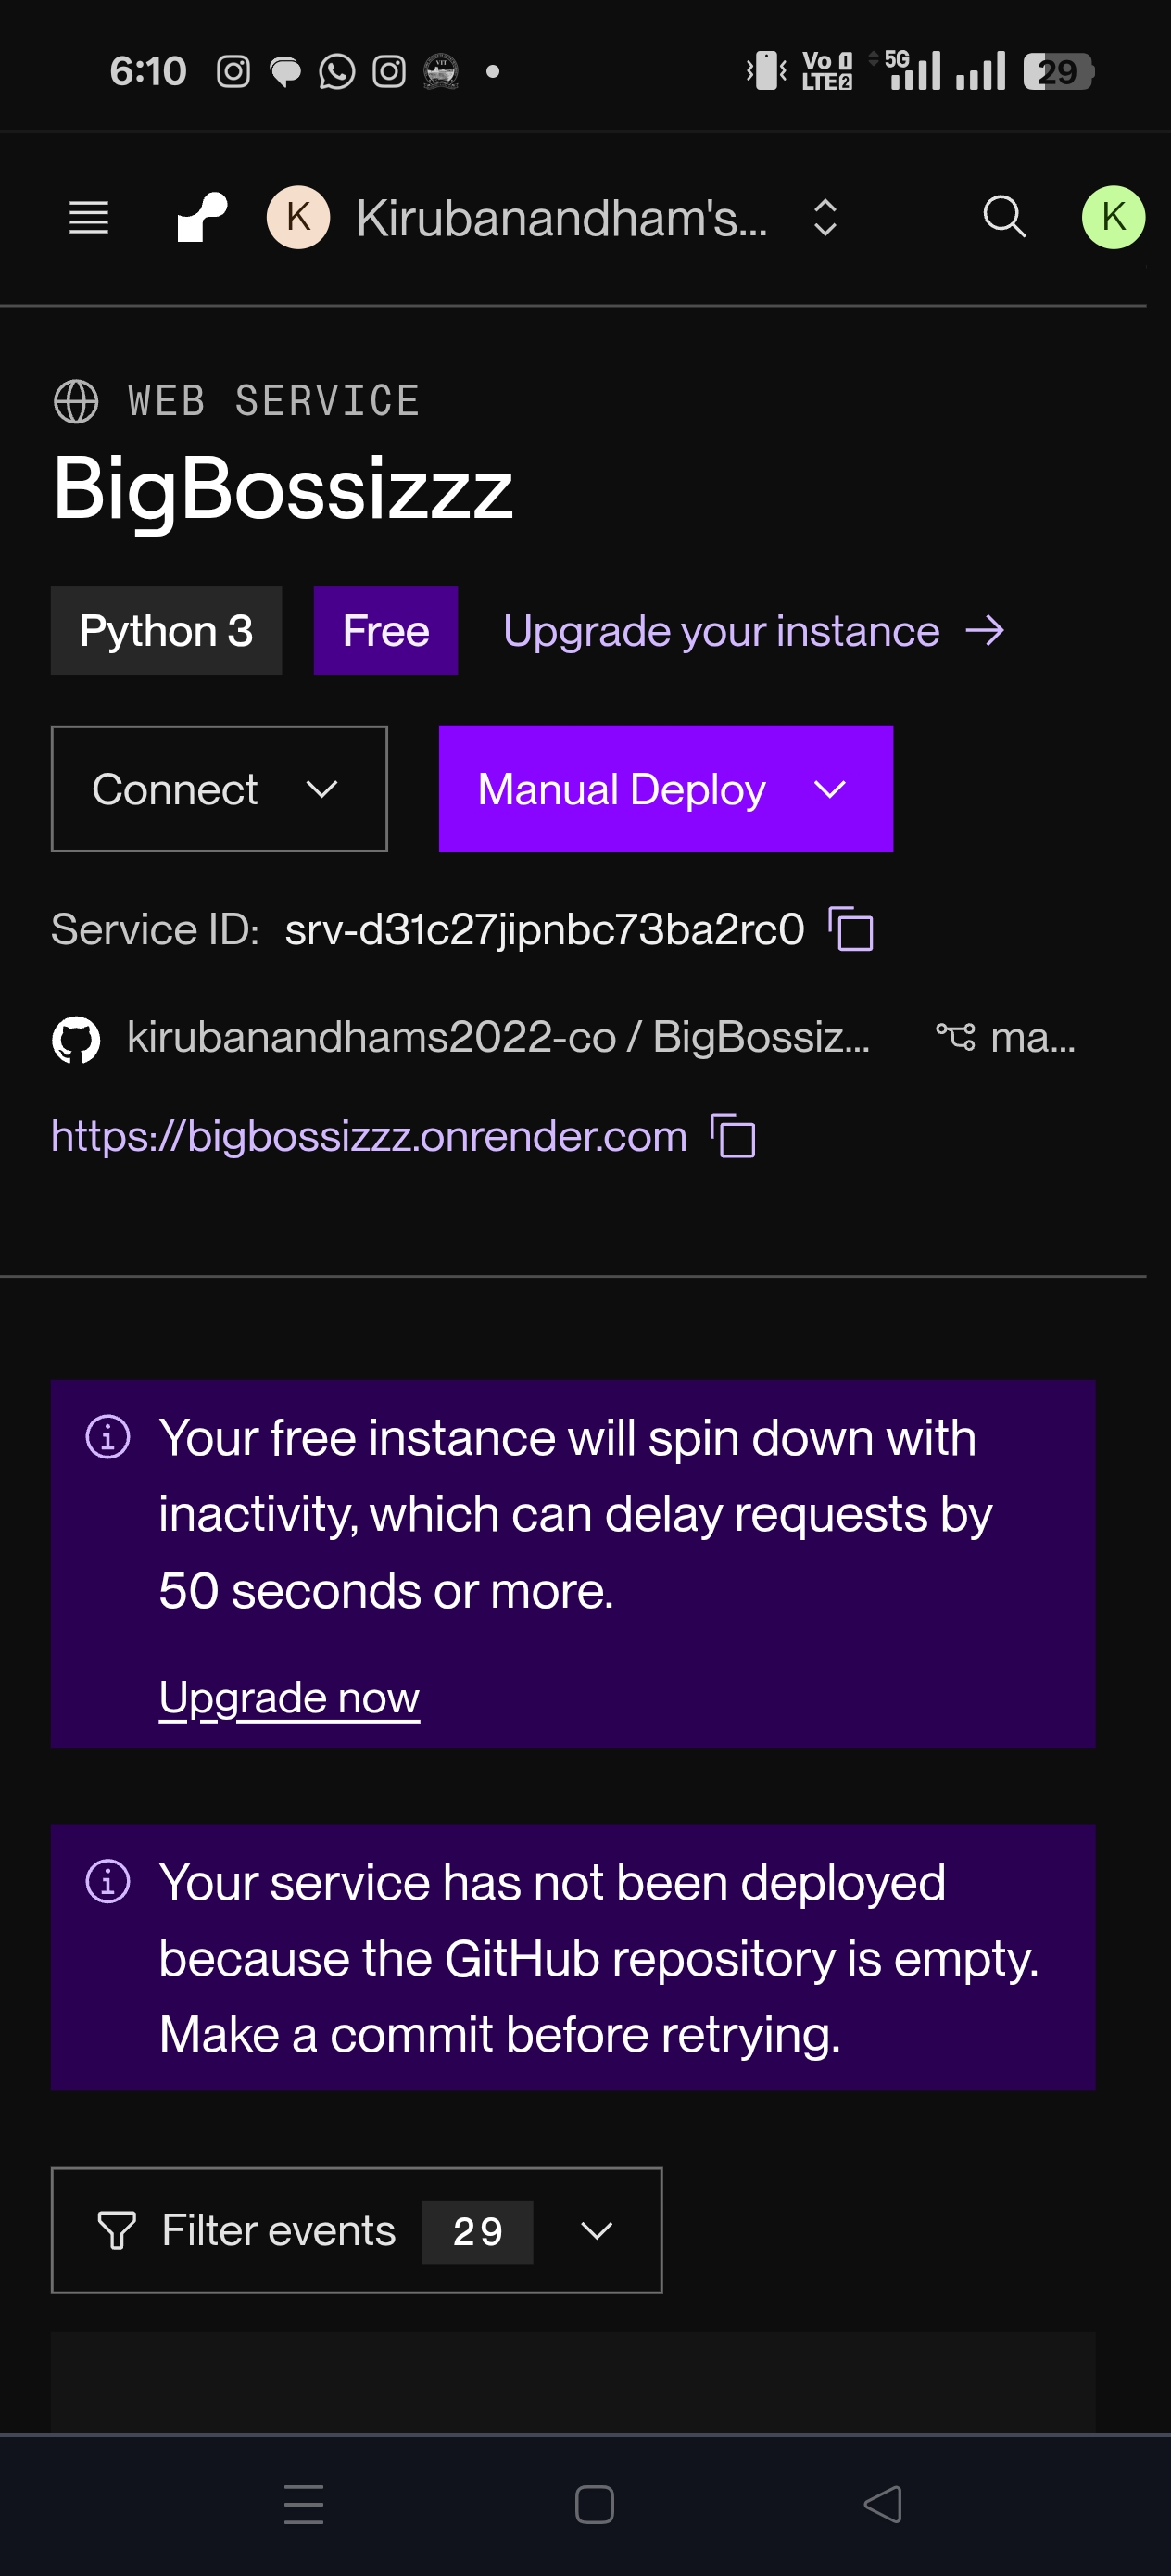 6:10
Vo 1 LTE2 5G 29
K Kirubanandham's... K
WEB SERVICE
BigBossizzz
Python 3 Free Upgrade your instance →
Connect Manual Deploy
Service ID: srv-d31c27jipnbc73ba2rc0
kirubanandhams2022-co / BigBossiz... ma...
https://bigbossizzz.onrender.com
Your free instance will spin down with
inactivity, which can delay requests by
50 seconds or more.
Upgrade now
Your service has not been deployed
because the GitHub repository is empty.
Make a commit before retrying.
Filter events 29